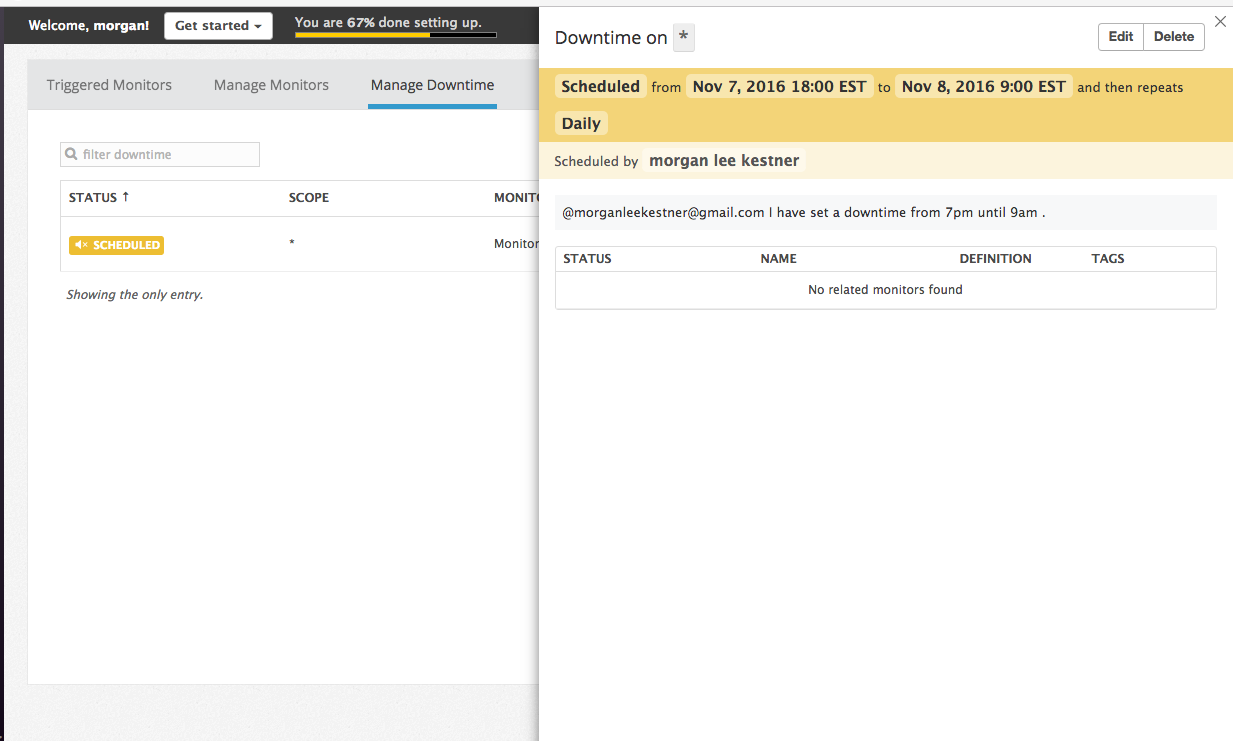 Welcome, morgan!
Get started
You are 67% done setting up.
Triggered Monitors
Manage Monitors
Manage Downtime
filter downtime
STATUS ↑
SCOPE
MONITO
SCHEDULED
*
Monitor
Showing the only entry.
Downtime on *
Edit
Delete
Scheduled from Nov 7, 2016 18:00 EST to Nov 8, 2016 9:00 EST and then repeats
Daily
Scheduled by morgan lee kestner
@morganleekestner@gmail.com I have set a downtime from 7pm until 9am .
STATUS
NAME
DEFINITION
TAGS
No related monitors found